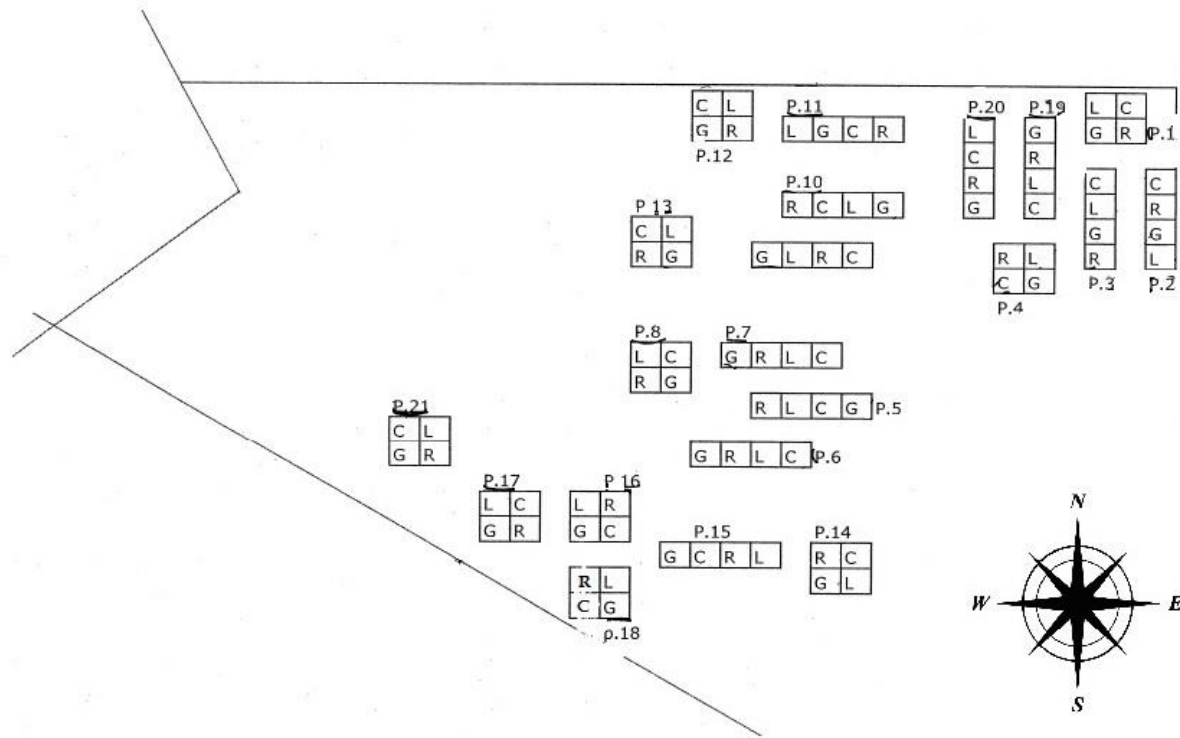 C L
G R
P.12
P.11
L G C R
P.20
L
C
R
G
P.19
G
R
L
C
L C
G R P.1
P.10
R C L G
P 13
C L
R G
G L R C
R L
C G
P.4
C
L
G
R
P.3
C
R
G
L
P.2
P.8
L C
R G
P.7
G R L C
R L C G P.5
P.21
C L
G R
G R L C P.6
P.17
L C
G R
P 16
L R
G C
P.15
G C R L
P.14
R C
G L
R L
C G
p.18
N
W E
S